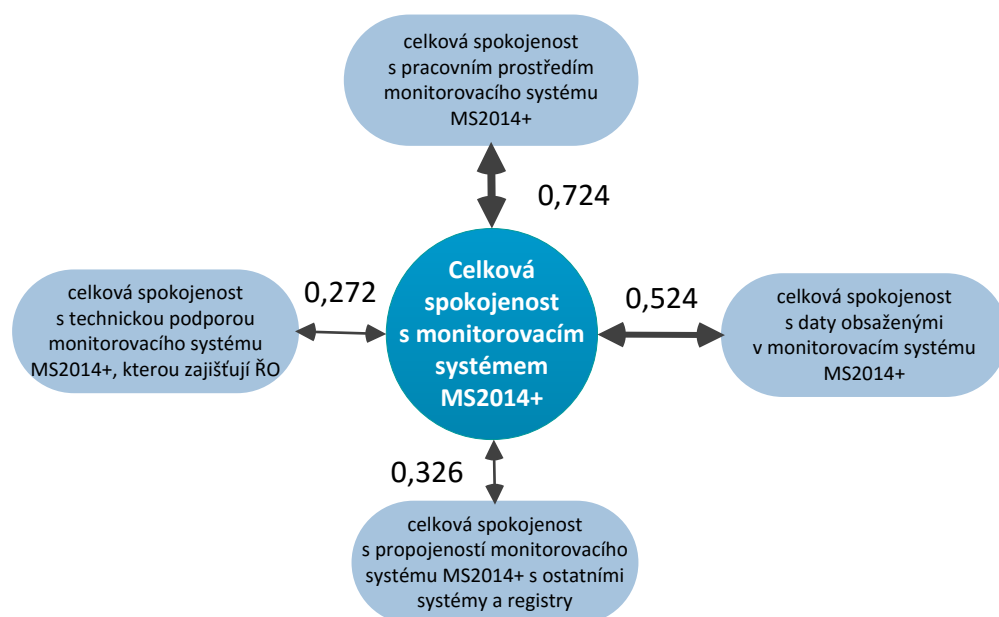 celková spokojenost
s pracovním prostředím
monitorovacího systému
MS2014+
0,724
celková spokojenost
s technickou podporou
monitorovacího systému
MS2014+, kterou zajišťují ŘO
0,272
Celková
spokojenost
s monitorovacím
systémem
MS2014+
0,524
celková spokojenost
s daty obsaženými
v monitorovacím systému
MS2014+
0,326
celková spokojenost
s propojeností monitorovacího
systému MS2014+ s ostatními
systémy a registry